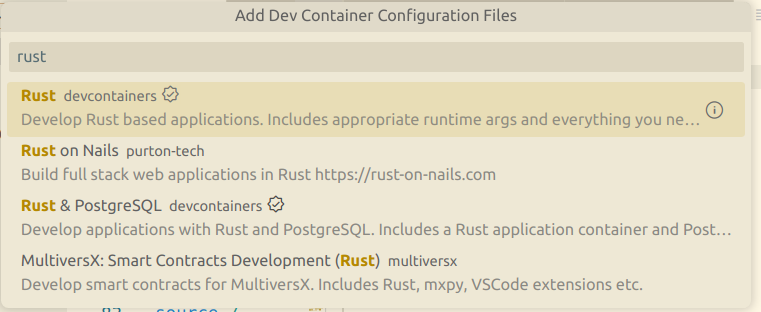 Add Dev Container Configuration Files
rust
Rust devcontainers
Develop Rust based applications. Includes appropriate runtime args and everything you ne...
Rust on Nails purton-tech
Build full stack web applications in Rust https://rust-on-nails.com
Rust & PostgreSQL devcontainers
Develop applications with Rust and PostgreSQL. Includes a Rust application container and Post...
MultiversX: Smart Contracts Development (Rust) multiversx
Develop smart contracts for MultiversX. Includes Rust, mxpy, VSCode extensions etc.